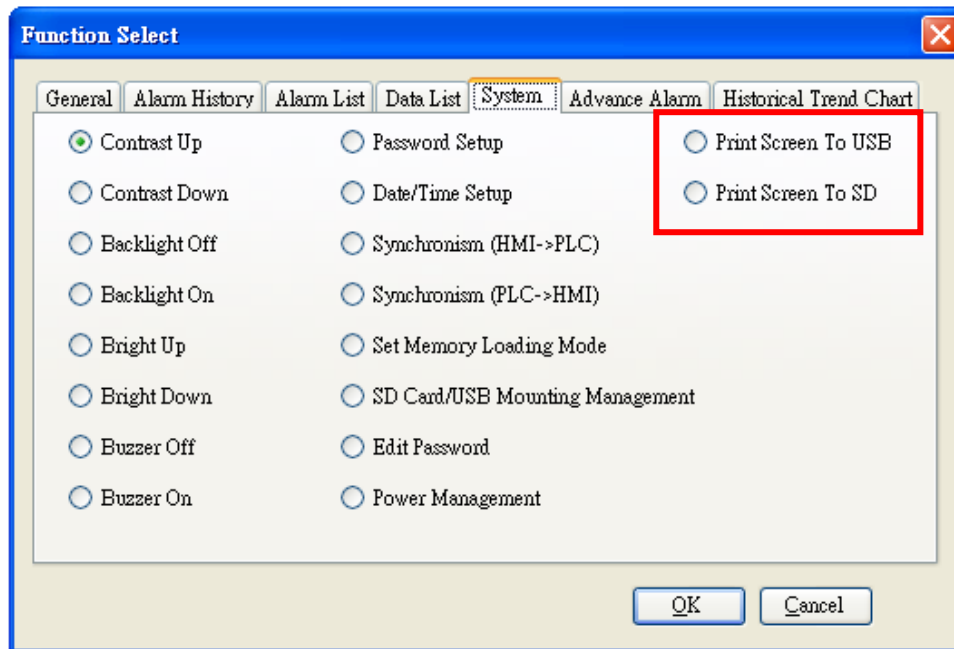 Function Select
General Alarm History Alarm List Data List System Advance Alarm Historical Trend Chart
Contrast Up Password Setup Print Screen To USB
Contrast Down Date/Time Setup Print Screen To SD
Backlight Off Synchronism (HMI->PLC)
Backlight On Synchronism (PLC->HMI)
Bright Up Set Memory Loading Mode
Bright Down SD Card/USB Mounting Management
Buzzer Off Edit Password
Buzzer On Power Management
OK Cancel